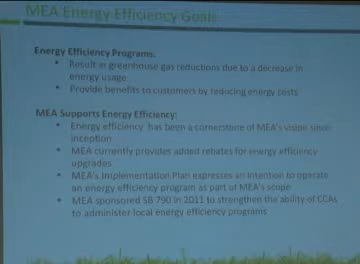 MEA Energy Efficiency Goals
Energy Efficiency Programs:
• Result in greenhouse gas reductions due to a decrease in
energy usage
• Provide benefits to customers by reducing energy costs
MEA Supports Energy Efficiency:
• Energy efficiency has been a cornerstone of MEA's vision since
inception
• MEA currently provides added rebates for energy efficiency
upgrades
• MEA's Implementation Plan expresses an intention to operate
an energy efficiency program as part of MEA's scope
• MEA sponsored SB 790 in 2011 to strengthen the ability of CCAs
to administer local energy efficiency programs